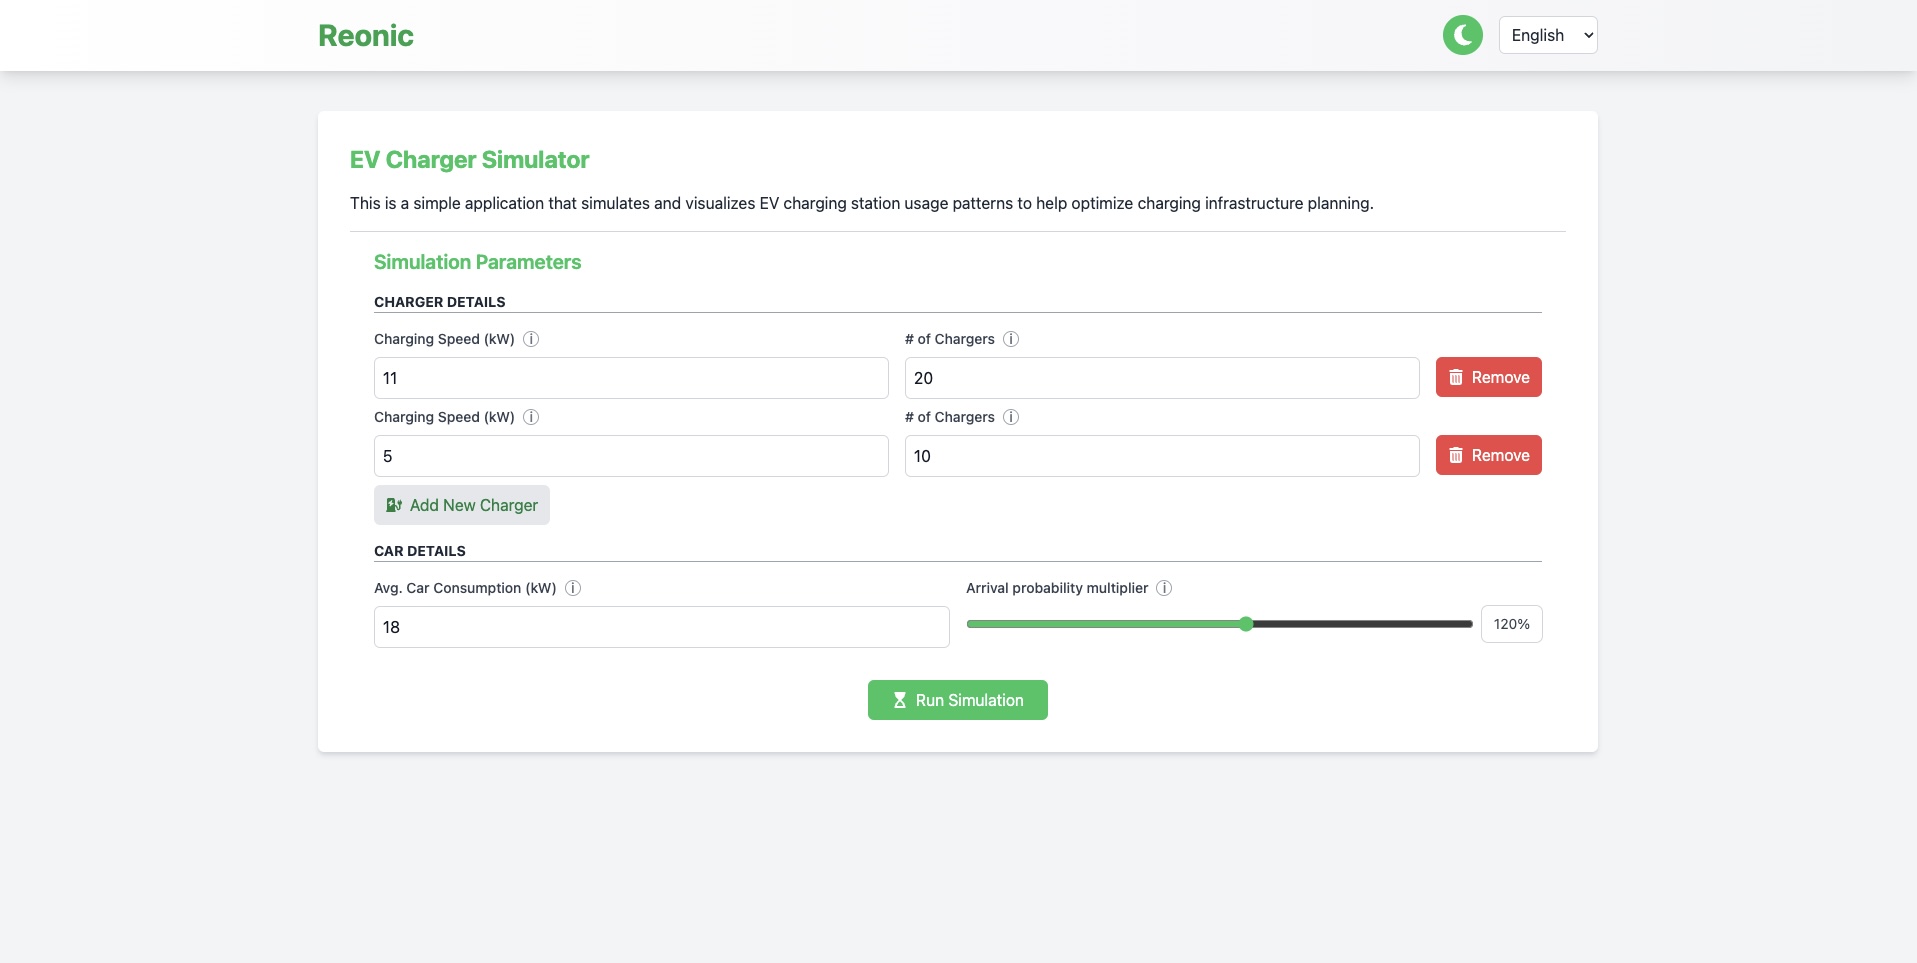 Reonic
English
EV Charger Simulator
This is a simple application that simulates and visualizes EV charging station usage patterns to help optimize charging infrastructure planning.
Simulation Parameters
CHARGER DETAILS
Charging Speed (kW) # of Chargers
11 20 Remove
Charging Speed (kW) # of Chargers
5 10 Remove
Add New Charger
CAR DETAILS
Avg. Car Consumption (kW) Arrival probability multiplier
18 120%
Run Simulation